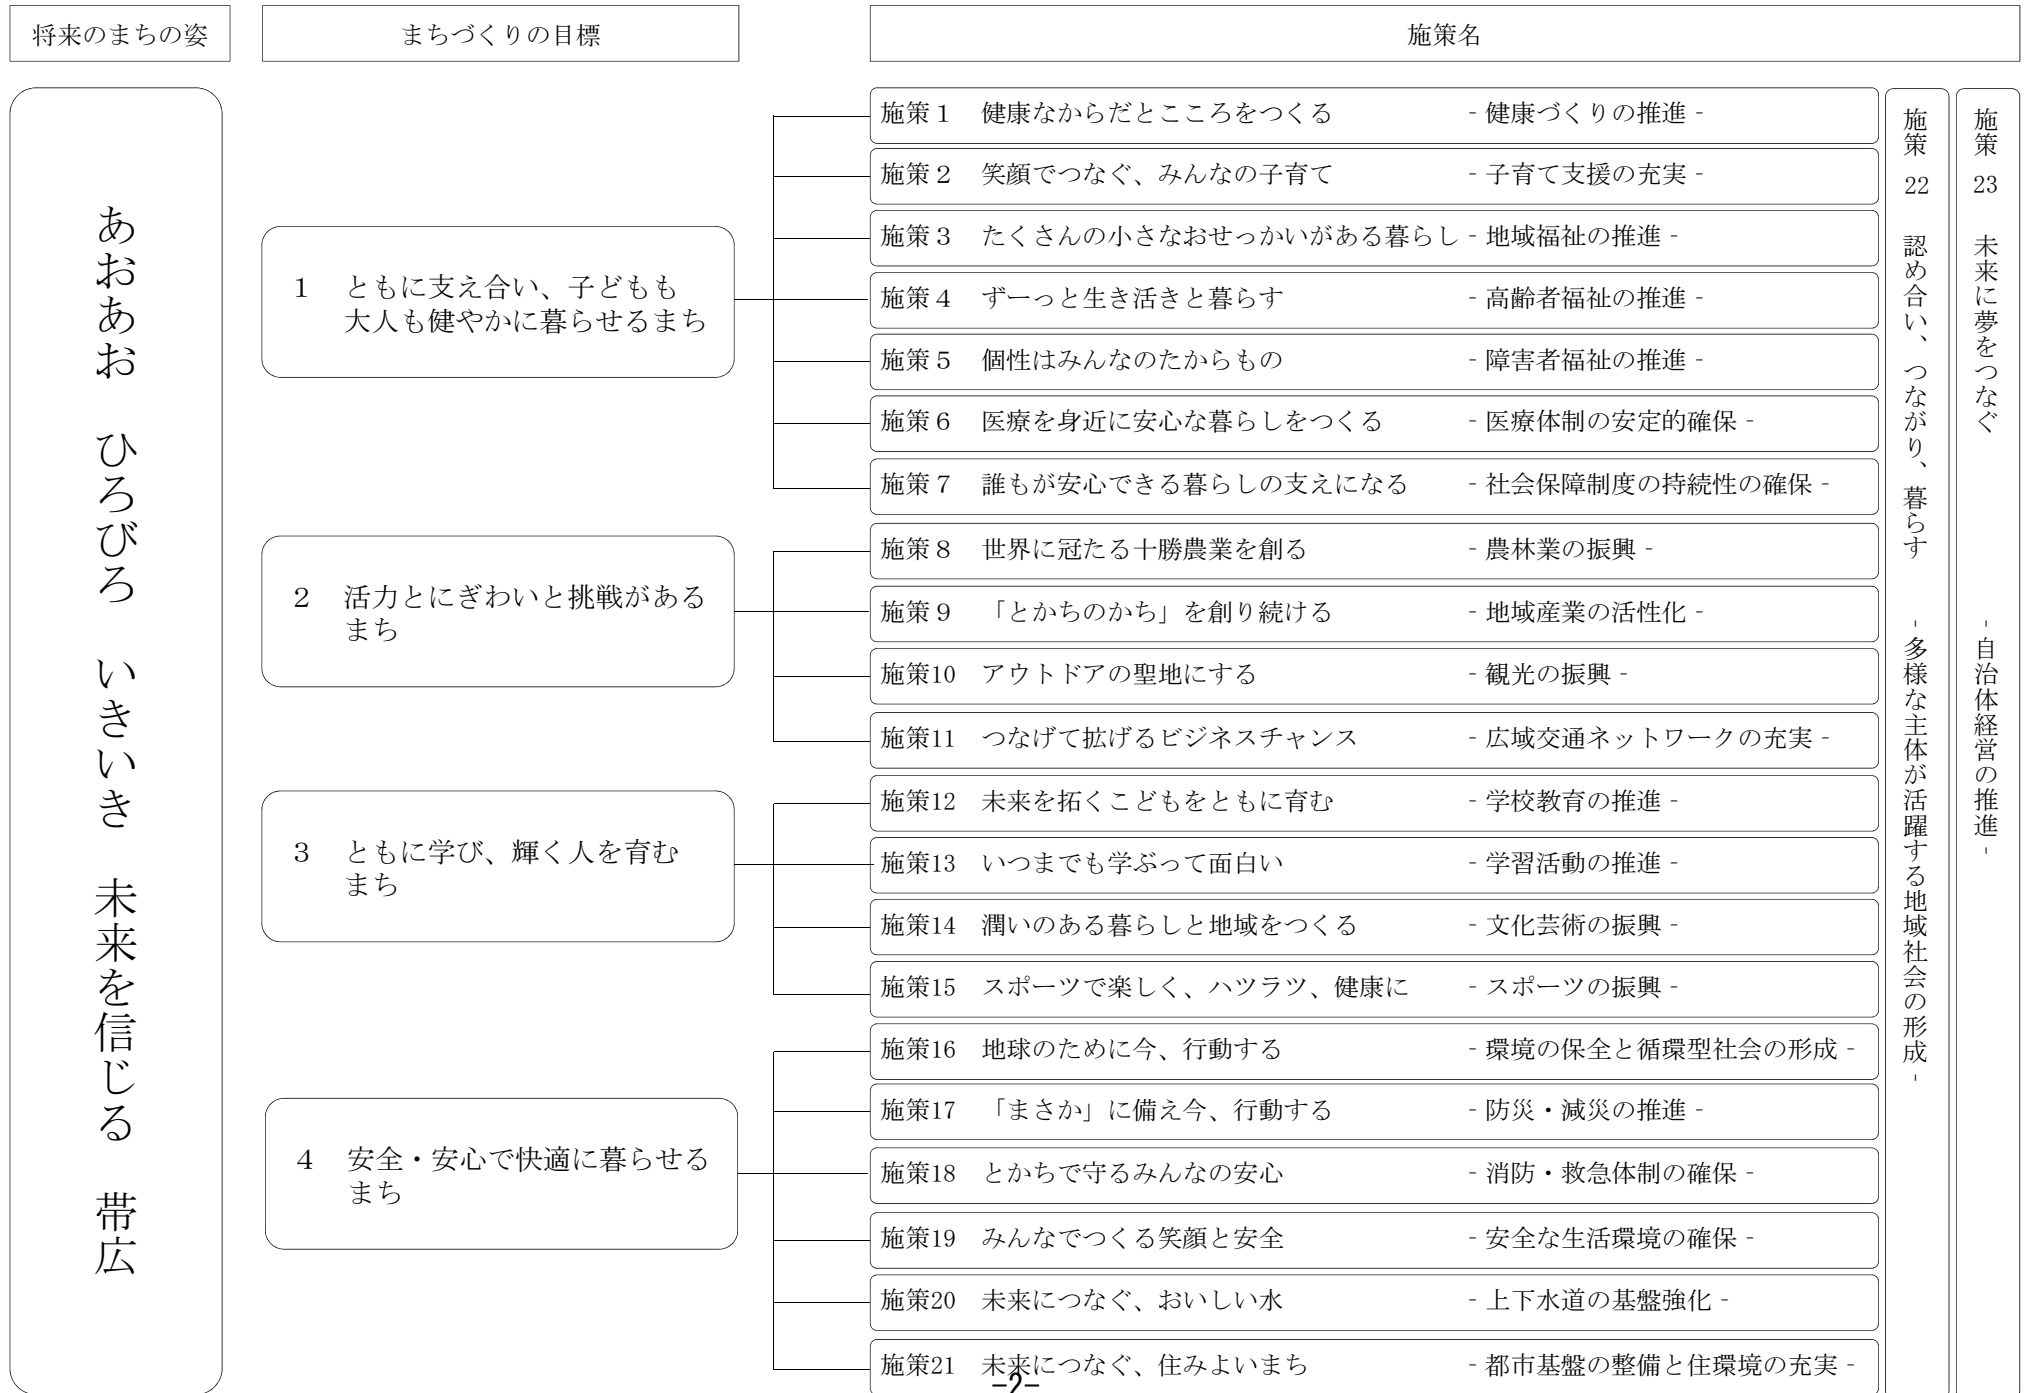 将来のまちの姿
まちづくりの目標
施策名
あおあお　ひろびろ　いきいき　未来を信じる　帯広
1　ともに支え合い、子どもも
大人も健やかに暮らせるまち
施策１　健康なからだとこころをつくる　- 健康づくりの推進 -
施策２　笑顔でつなぐ、みんなの子育て　- 子育て支援の充実 -
施策３　たくさんの小さなおせっかいがある暮らし - 地域福祉の推進 -
施策４　ずーっと生き活きと暮らす　- 高齢者福祉の推進 -
施策５　個性はみんなのたからもの　- 障害者福祉の推進 -
施策６　医療を身近に安心な暮らしをつくる　- 医療体制の安定的確保 -
施策７　誰もが安心できる暮らしの支えになる　- 社会保障制度の持続性の確保 -
2　活力とにぎわいと挑戦がある
まち
施策８　世界に冠たる十勝農業を創る　- 農林業の振興 -
施策９　「とかちのかち」を創り続ける　- 地域産業の活性化 -
施策10　アウトドアの聖地にする　- 観光の振興 -
施策11　つなげて拡げるビジネスチャンス　- 広域交通ネットワークの充実 -
3　ともに学び、輝く人を育む
まち
施策12　未来を拓くこどもをともに育む　- 学校教育の推進 -
施策13　いつまでも学ぶって面白い　- 学習活動の推進 -
施策14　潤いのある暮らしと地域をつくる　- 文化芸術の振興 -
施策15　スポーツで楽しく、ハツラツ、健康に　- スポーツの振興 -
4　安全・安心で快適に暮らせる
まち
施策16　地球のために今、行動する　- 環境の保全と循環型社会の形成 -
施策17　「まさか」に備え今、行動する　- 防災・減災の推進 -
施策18　とかちで守るみんなの安心　- 消防・救急体制の確保 -
施策19　みんなでつくる笑顔と安全　- 安全な生活環境の確保 -
施策20　未来につなぐ、おいしい水　- 上下水道の基盤強化 -
施策21　未来につなぐ、住みよいまち　- 都市基盤の整備と住環境の充実 -
施策 22　認め合い、つながり、暮らす　- 多様な主体が活躍する地域社会の形成 -
施策 23　未来に夢をつなぐ　- 自治体経営の推進 -
-2-